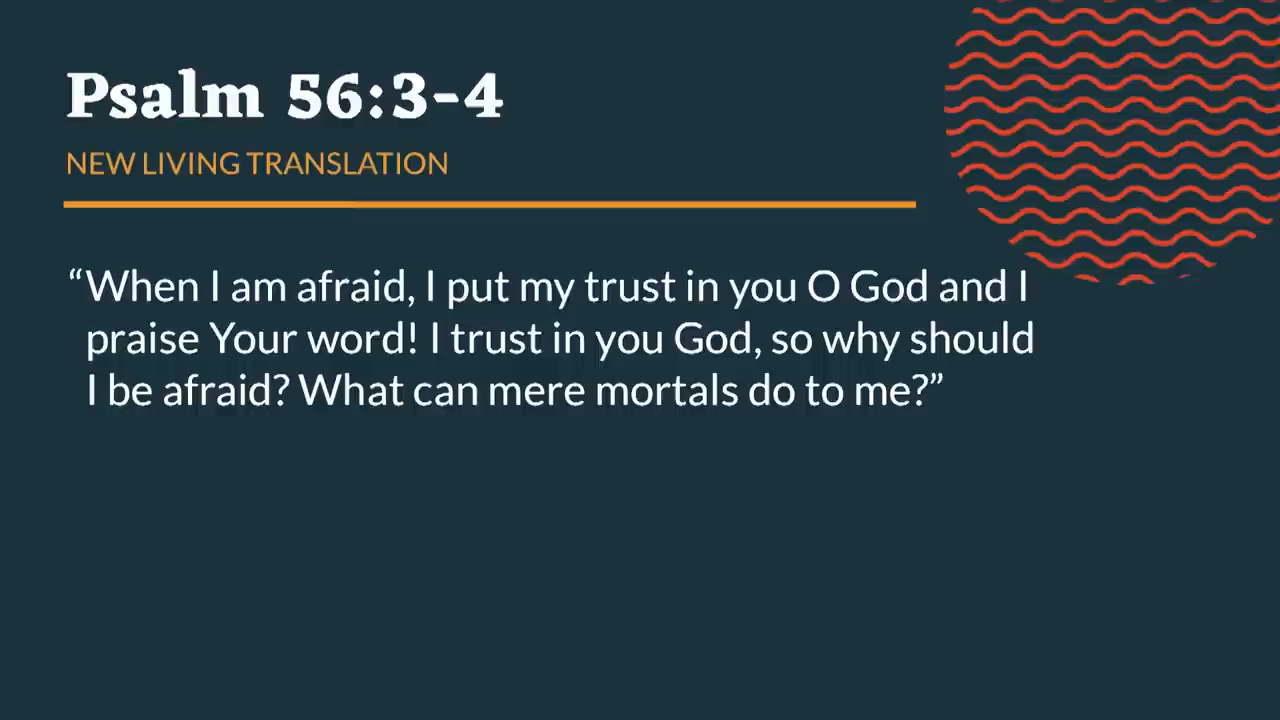 Psalm 56:3-4
NEW LIVING TRANSLATION
“When I am afraid, I put my trust in you O God and I
praise Your word! I trust in you God, so why should
I be afraid? What can mere mortals do to me?”